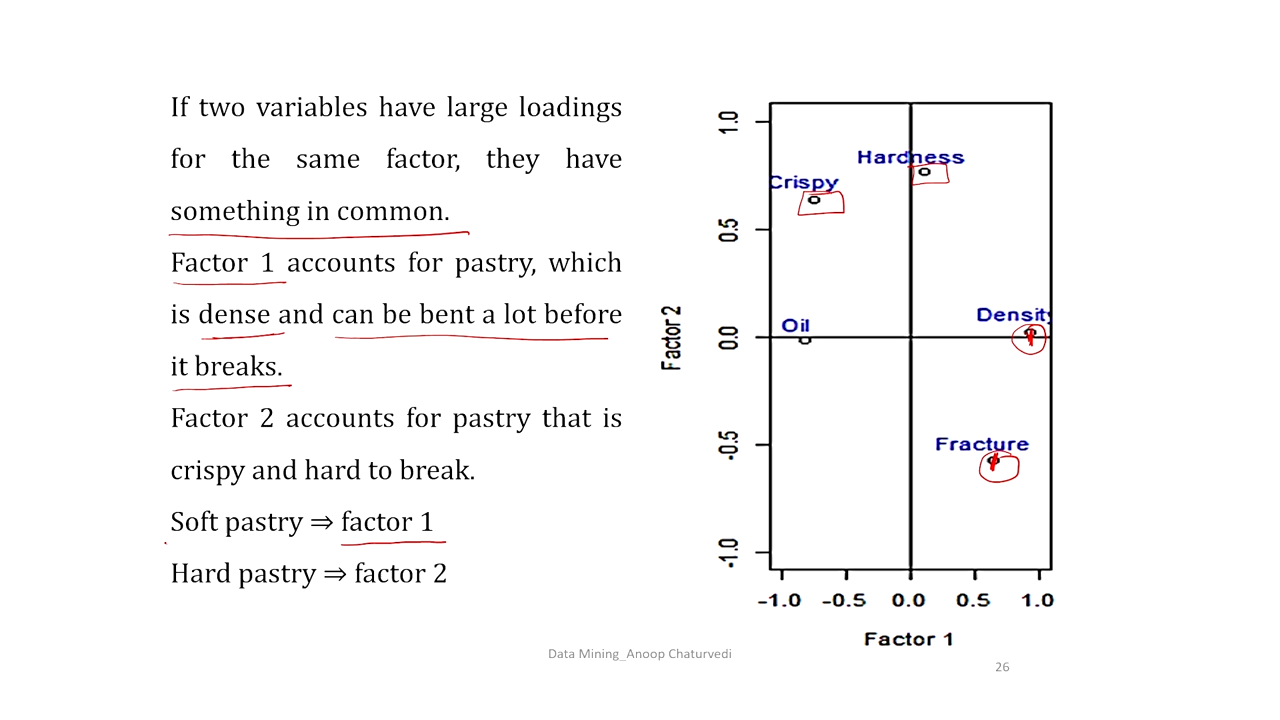 If two variables have large loadings
for the same factor, they have
something in common.
Factor 1 accounts for pastry, which
is dense and can be bent a lot before
it breaks.
Factor 2 accounts for pastry that is
crispy and hard to break.
Soft pastry ⇒ factor 1
Hard pastry ⇒ factor 2
Hardness
Crispy
Oil
Density
Fracture
Factor 2
1.0
0.5
0.0
-0.5
-1.0
-1.0 -0.5 0.0 0.5 1.0
Factor 1
Data Mining_Anoop Chaturvedi
26